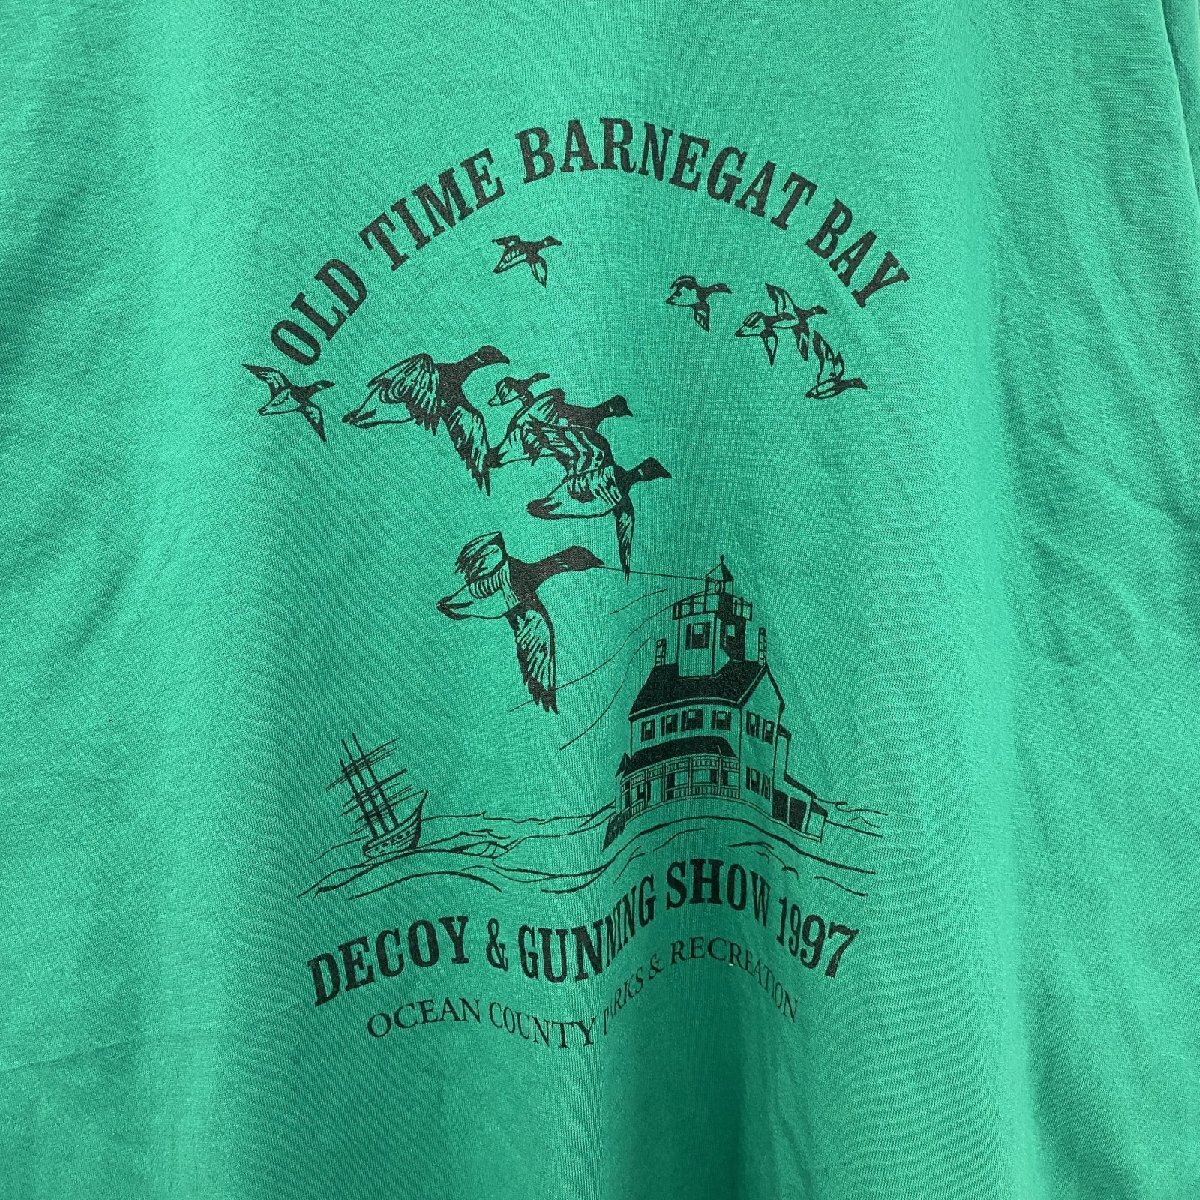 OLD TIME BARNEGAT BAY
DECOY & GUNNING SHOW 1997
OCEAN COUNTY PARKS & RECREATION